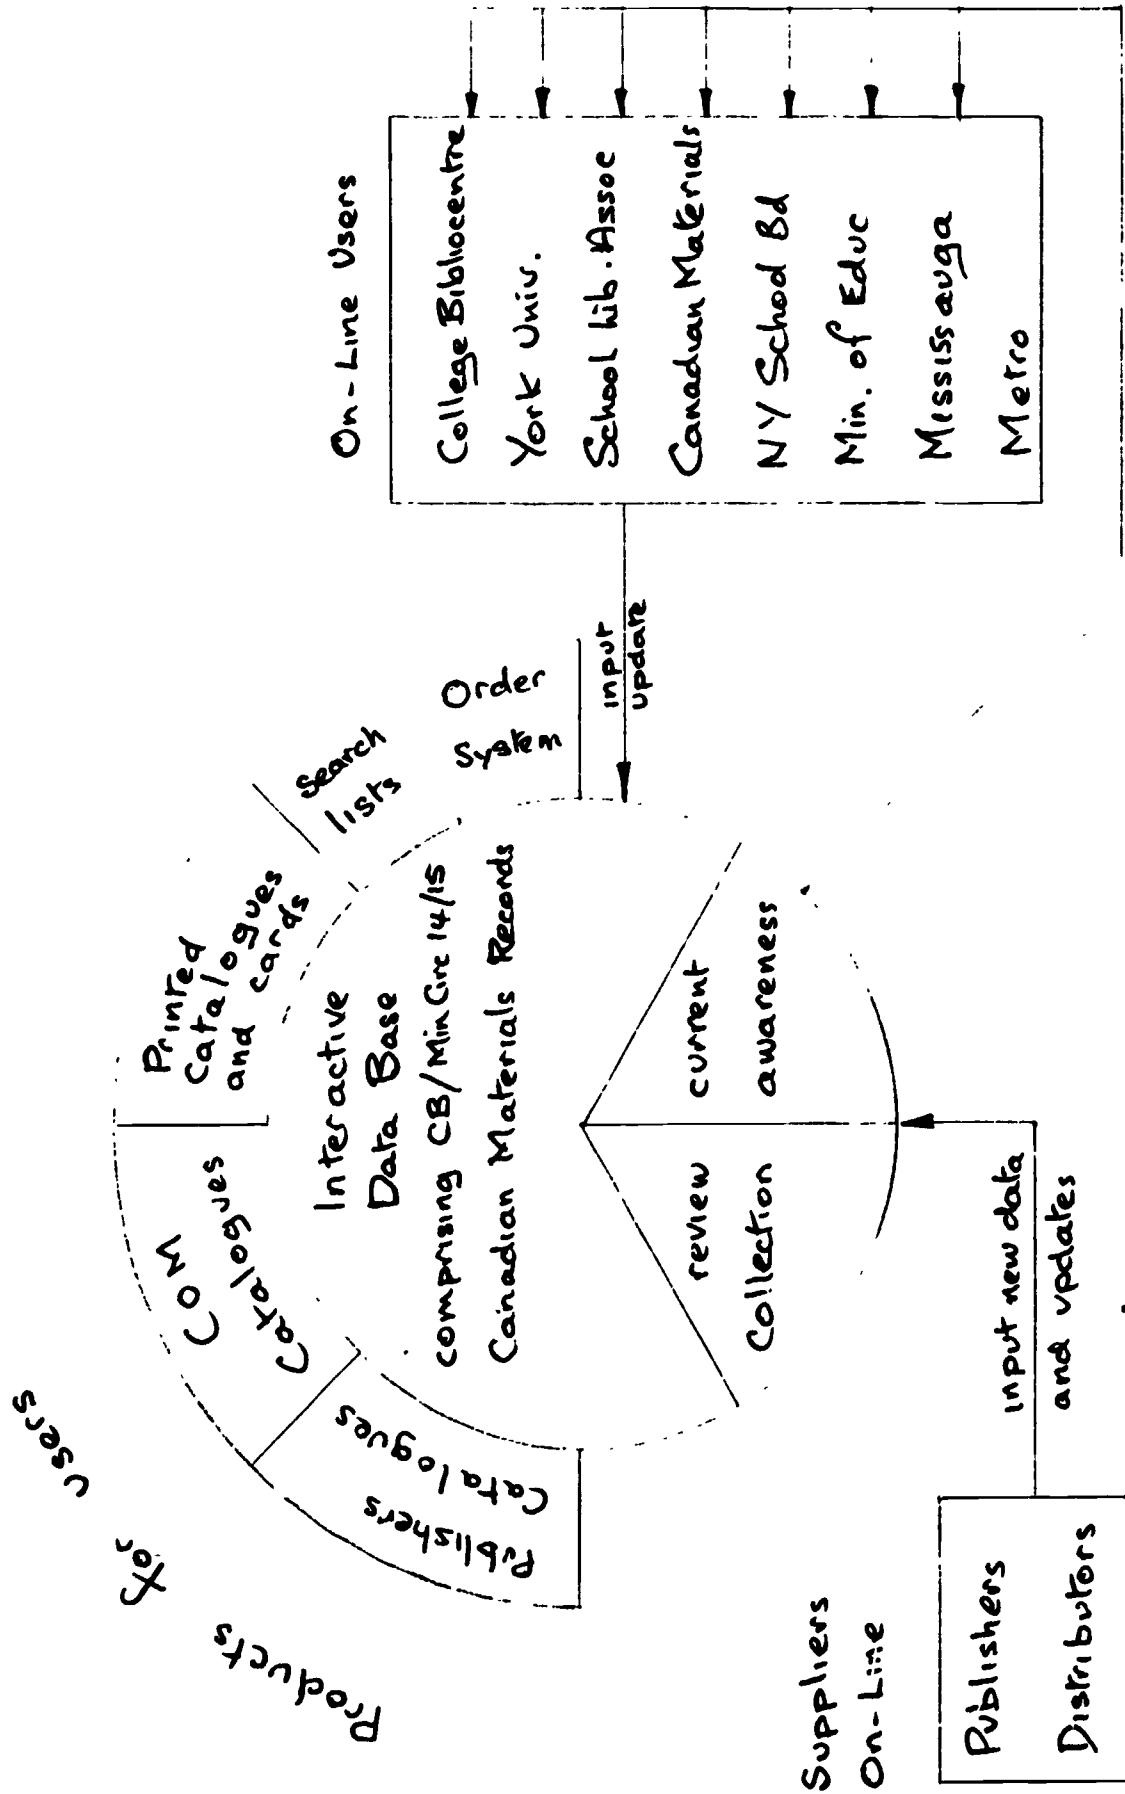 Products for users
Publishers
Catalogues
COM
Catalogues
Printed
Catalogues
and cards
Search
lists
Order
System
Interactive
Data Base
comprising CB/Min Circ 14/15
Canadian Materials Records
review
Collection
current
awareness
input
update
On-Line Users
College Bibliocentre
York Univ.
School Lib. Assoc
Canadian Materials
NY School Bd
Min. of Educ
Mississauga
Metro
Suppliers
On-Line
Publishers
Distributors
input new data
and updates